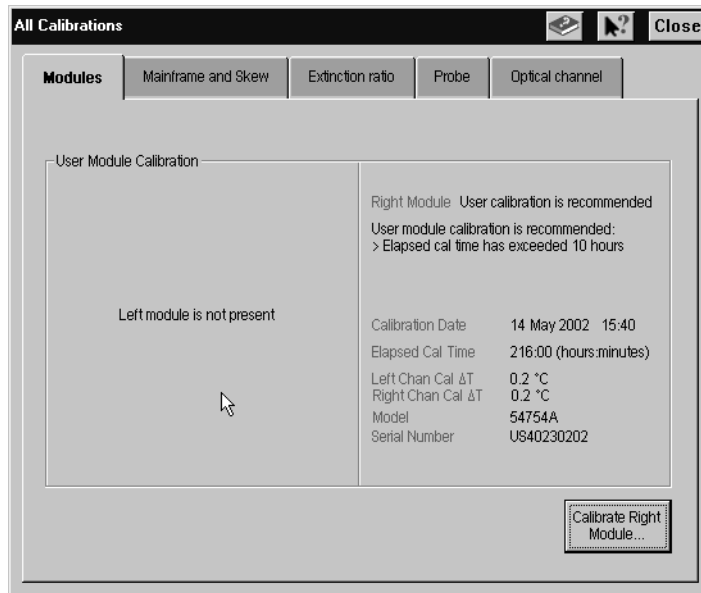 All Calibrations
Close
Modules
Mainframe and Skew
Extinction ratio
Probe
Optical channel
User Module Calibration
Left module is not present
Right Module User calibration is recommended
User module calibration is recommended:
> Elapsed cal time has exceeded 10 hours
Calibration Date 14 May 2002 15:40
Elapsed Cal Time 216:00 (hours:minutes)
Left Chan Cal ΔT 0.2 °C
Right Chan Cal ΔT 0.2 °C
Model 54754A
Serial Number US40230202
Calibrate Right
Module...